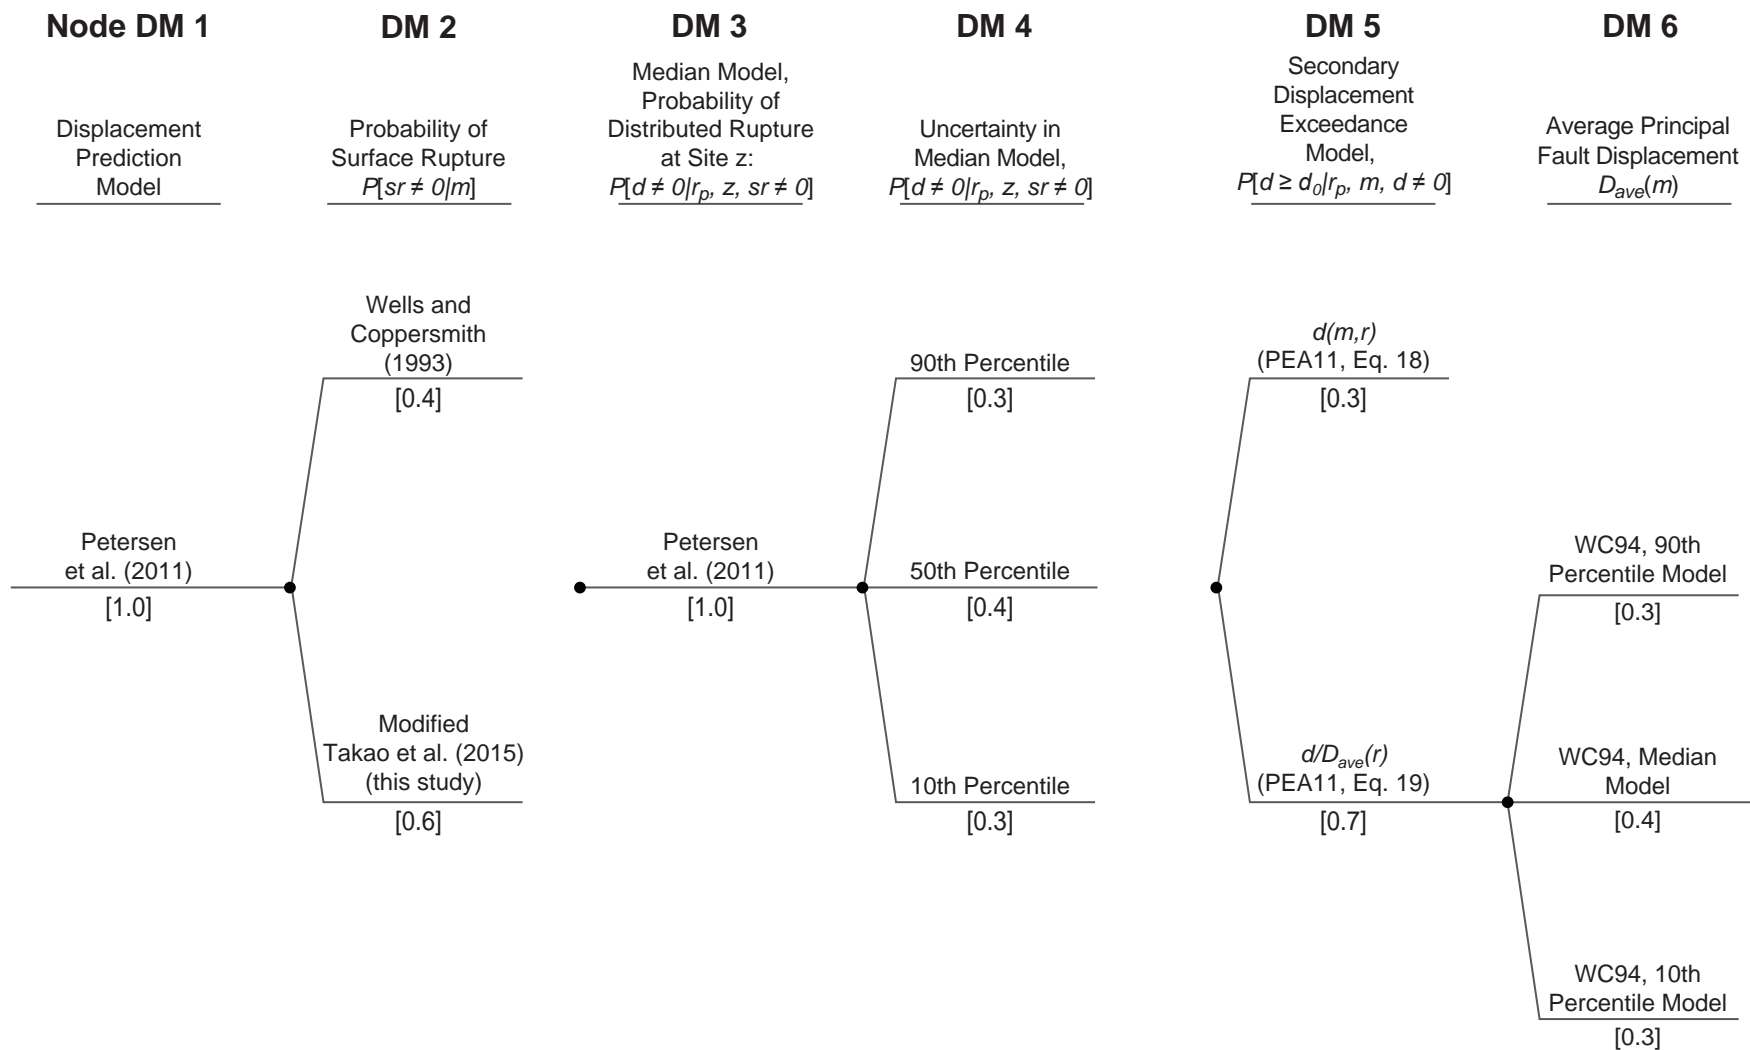 Node DM 1
Displacement
Prediction
Model
DM 2
Probability of
Surface Rupture
P[sr ≠ 0|m]
DM 3
Median Model,
Probability of
Distributed Rupture
at Site z:
P[d ≠ 0|rp, z, sr ≠ 0]
DM 4
Uncertainty in
Median Model,
P[d ≠ 0|rp, z, sr ≠ 0]
DM 5
Secondary
Displacement
Exceedance
Model,
P[d ≥ d0|rp, m, d ≠ 0]
DM 6
Average Principal
Fault Displacement
Dave(m)
Petersen
et al. (2011)
[1.0]
Wells and
Coppersmith
(1993)
[0.4]
Modified
Takao et al. (2015)
(this study)
[0.6]
Petersen
et al. (2011)
[1.0]
90th Percentile
[0.3]
50th Percentile
[0.4]
10th Percentile
[0.3]
d(m,r)
(PEA11, Eq. 18)
[0.3]
d/Dave(r)
(PEA11, Eq. 19)
[0.7]
WC94, 90th
Percentile Model
[0.3]
WC94, Median
Model
[0.4]
WC94, 10th
Percentile Model
[0.3]